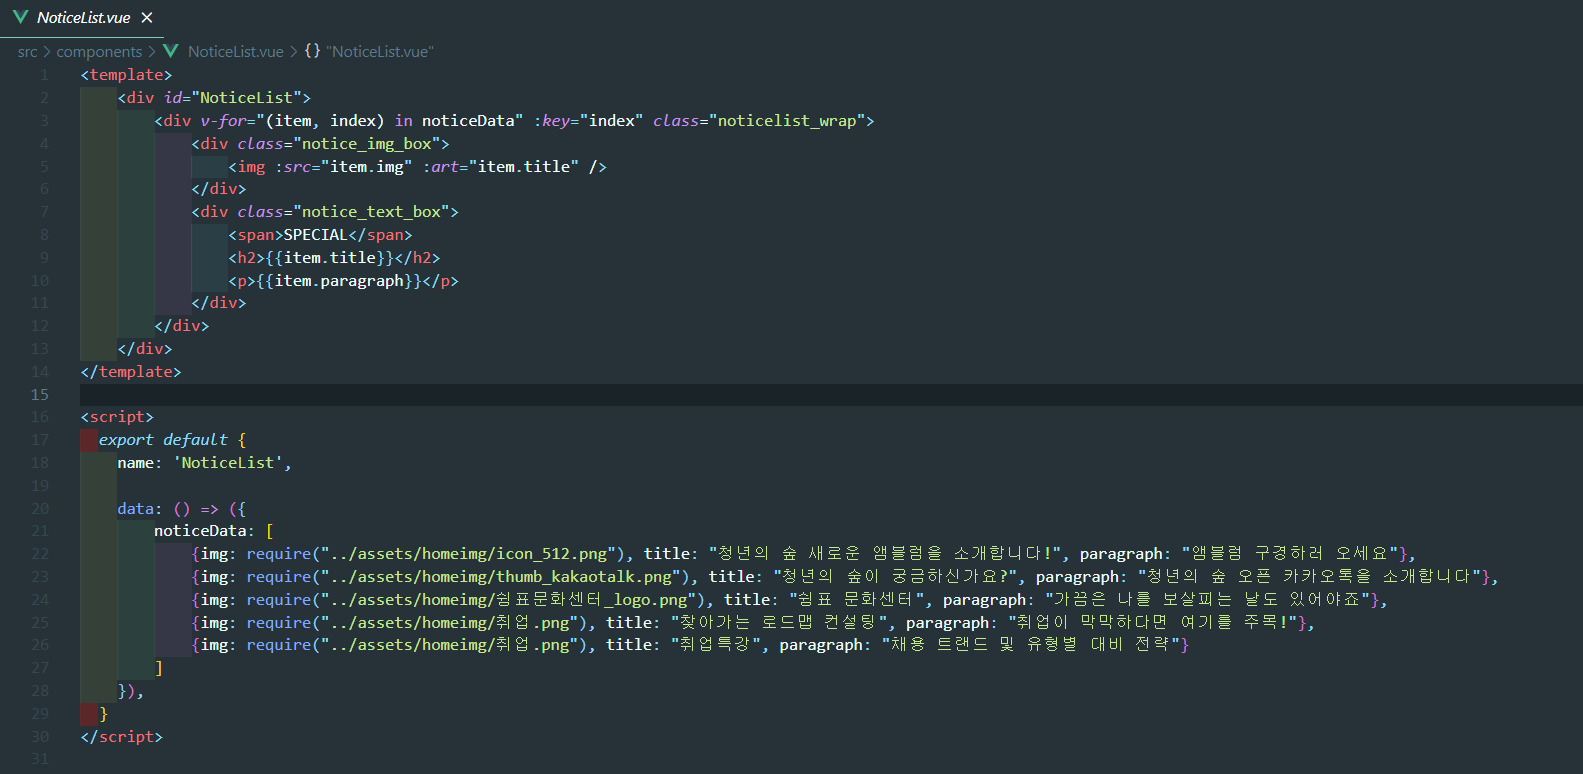 NoticeList.vue ×
src > components > NoticeList.vue > {} "NoticeList.vue"
1 <template>
2 <div id="NoticeList">
3 <div v-for="(item, index) in noticeData" :key="index" class="noticelist_wrap">
4 <div class="notice_img_box">
5 <img :src="item.img" :art="item.title" />
6 </div>
7 <div class="notice_text_box">
8 <span>SPECIAL</span>
9 <h2>{{item.title}}</h2>
10 <p>{{item.paragraph}}</p>
11 </div>
12 </div>
13 </div>
14 </template>
15
16 <script>
17 export default {
18 name: 'NoticeList',
19
20 data: () => ({
21 noticeData: [
22 {img: require("../assets/homeimg/icon_512.png"), title: "청년의 숲 새로운 앰블럼을 소개합니다!", paragraph: "앰블럼 구경하러 오세요"},
23 {img: require("../assets/homeimg/thumb_kakaotalk.png"), title: "청년의 숲이 궁금하신가요?", paragraph: "청년의 숲 오픈 카카오톡을 소개합니다"},
24 {img: require("../assets/homeimg/쉼표문화센터_logo.png"), title: "쉼표 문화센터", paragraph: "가끔은 나를 보살피는 날도 있어야죠"},
25 {img: require("../assets/homeimg/취업.png"), title: "찾아가는 로드맵 컨설팅", paragraph: "취업이 막막하다면 여기를 주목!"},
26 {img: require("../assets/homeimg/취업.png"), title: "취업특강", paragraph: "채용 트랜드 및 유형별 대비 전략"}
27 ]
28 }),
29 }
30 </script>
31